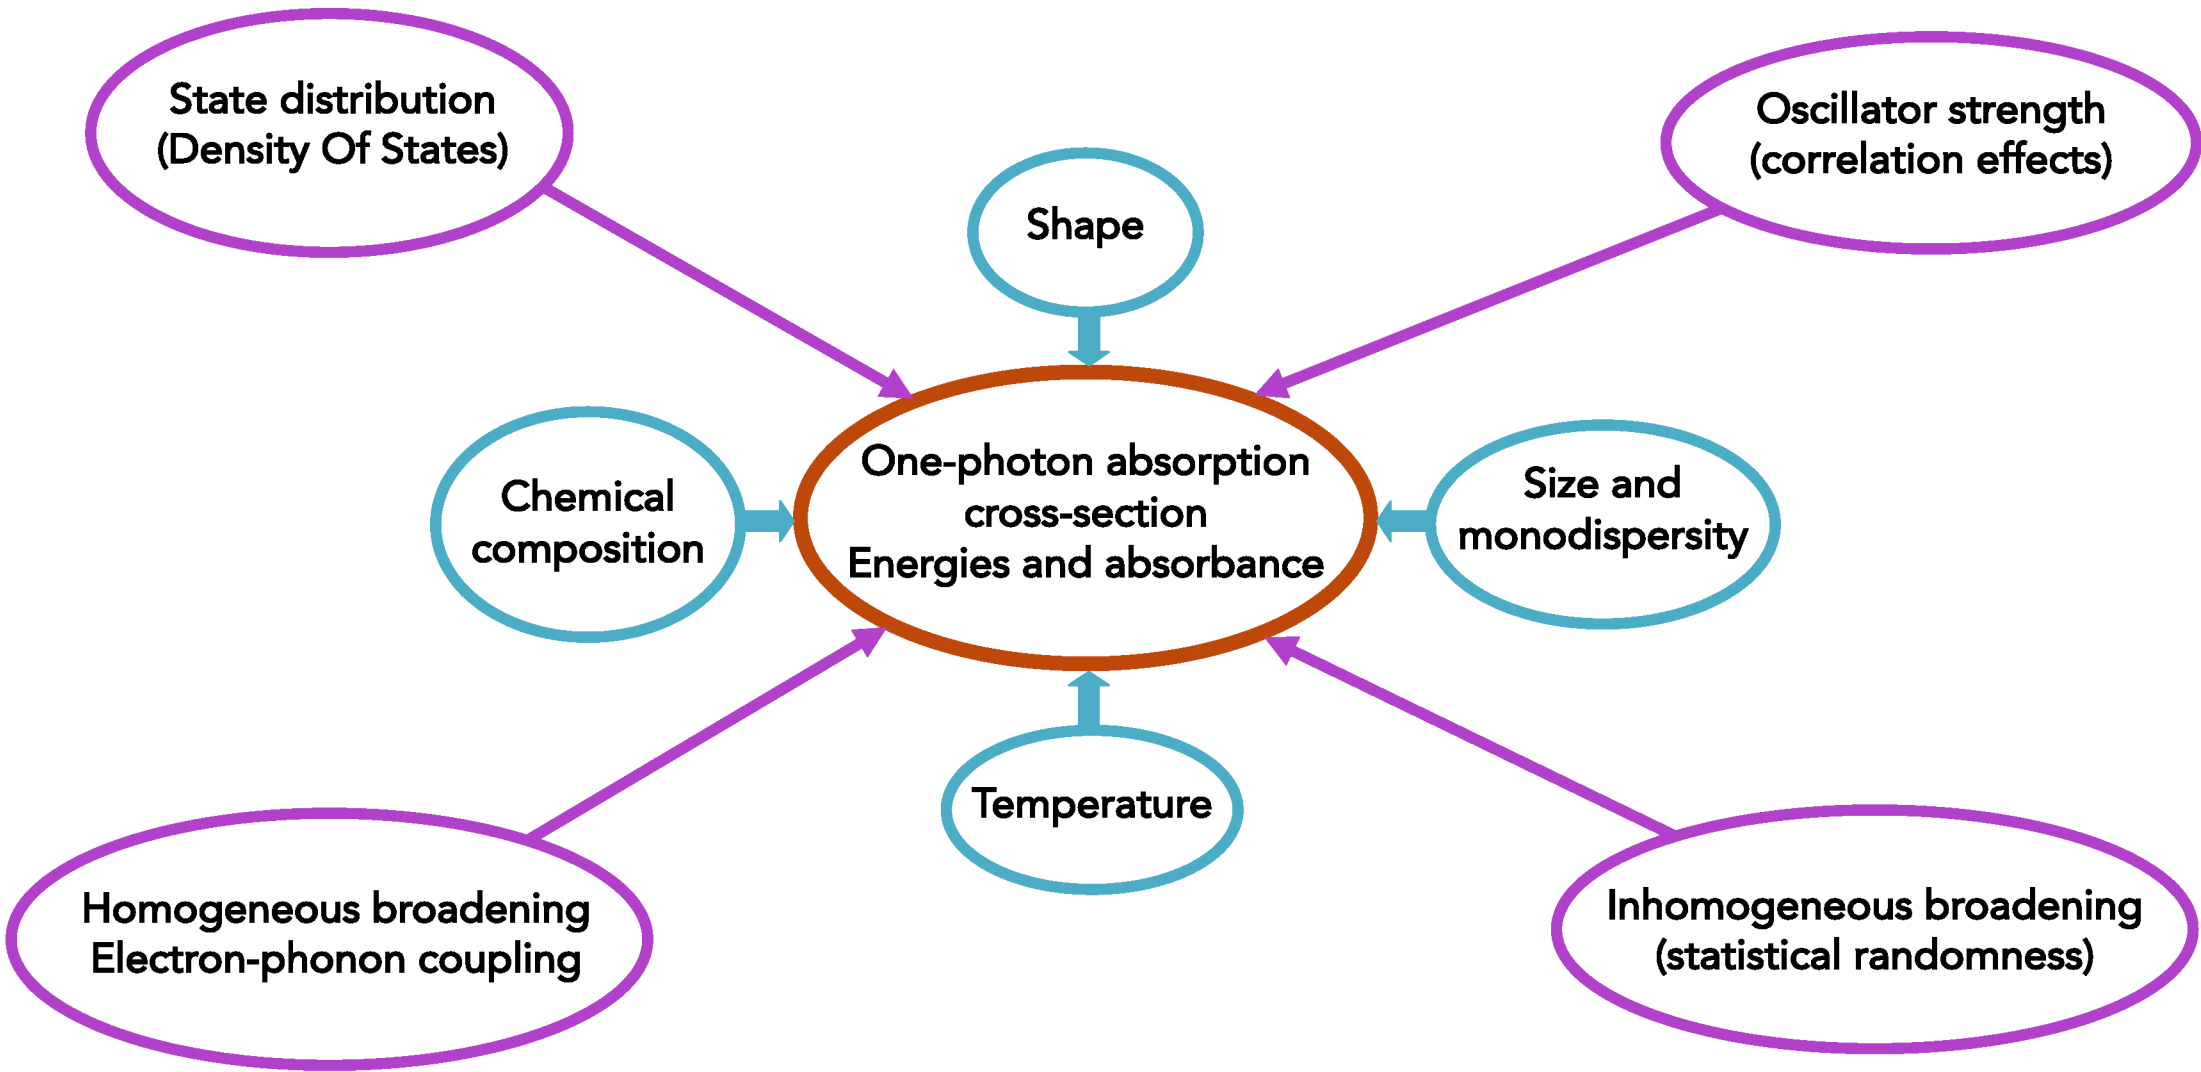 State distribution
(Density Of States)
Oscillator strength
(correlation effects)
Shape
Chemical
composition
One-photon absorption
cross-section
Energies and absorbance
Size and
monodispersity
Temperature
Homogeneous broadening
Electron-phonon coupling
Inhomogeneous broadening
(statistical randomness)